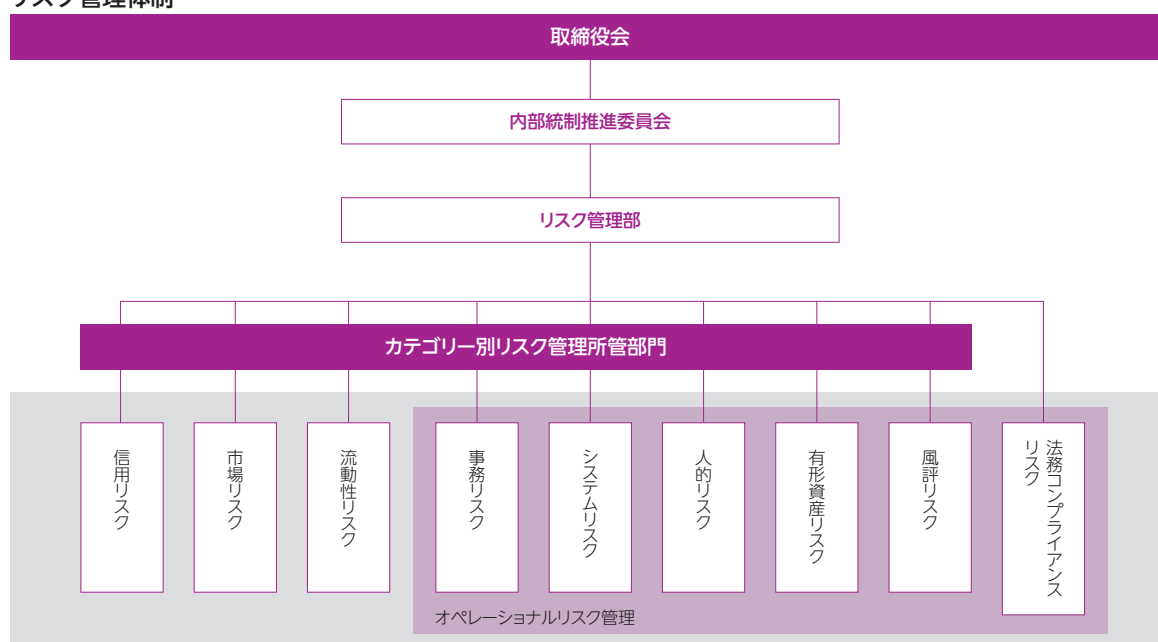 リスク管理体制
取締役会
内部統制推進委員会
リスク管理部
カテゴリー別リスク管理所管部門
信用リスク
市場リスク
流動性リスク
事務リスク
システムリスク
人的リスク
有形資産リスク
風評リスク
法務コンプライアンス
リスク
オペレーショナルリスク管理